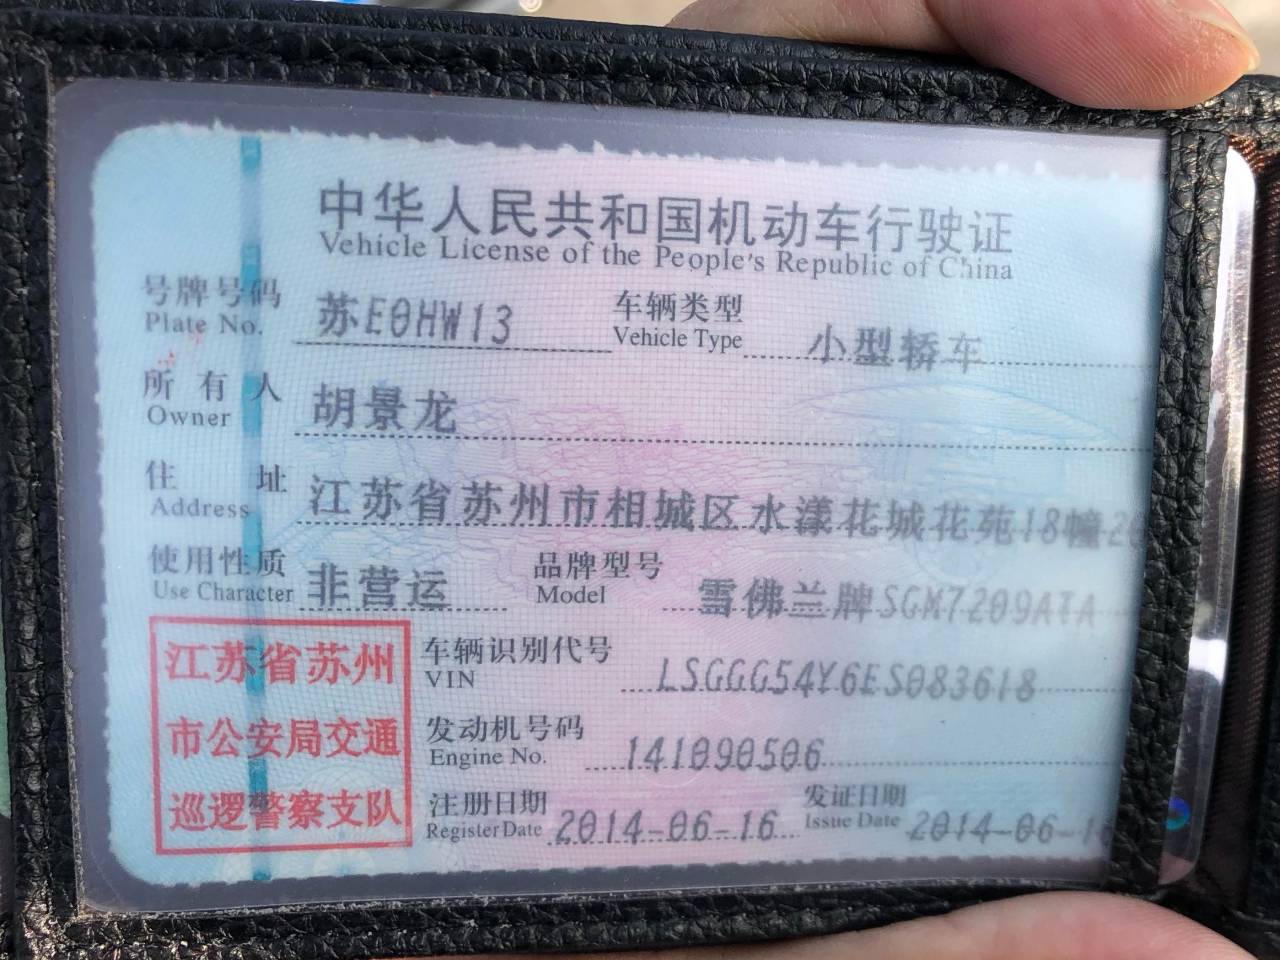 中华人民共和国机动车行驶证
Vehicle License of the People's Republic of China
号牌号码 苏E0HW13 车辆类型 小型轿车
Plate No. Vehicle Type
所有人 胡景龙
Owner
住址 江苏省苏州市相城区水漾花城花苑18幢
Address
使用性质 非营运 品牌型号 雪佛兰牌SGM7209ATA
Use Character Model
江苏省苏州
市公安局交通
巡逻警察支队
车辆识别代号 LSGGG54Y6ES083618
VIN
发动机号码 141090506
Engine No.
注册日期 2014-06-16 发证日期 2014-06-
Register Date Issue Date